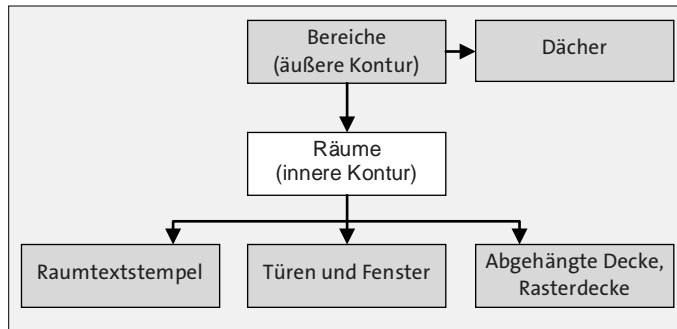 Bereiche
(äußere Kontur)
Dächer
Räume
(innere Kontur)
Raumtextstempel
Türen und Fenster
Abgehängte Decke,
Rasterdecke